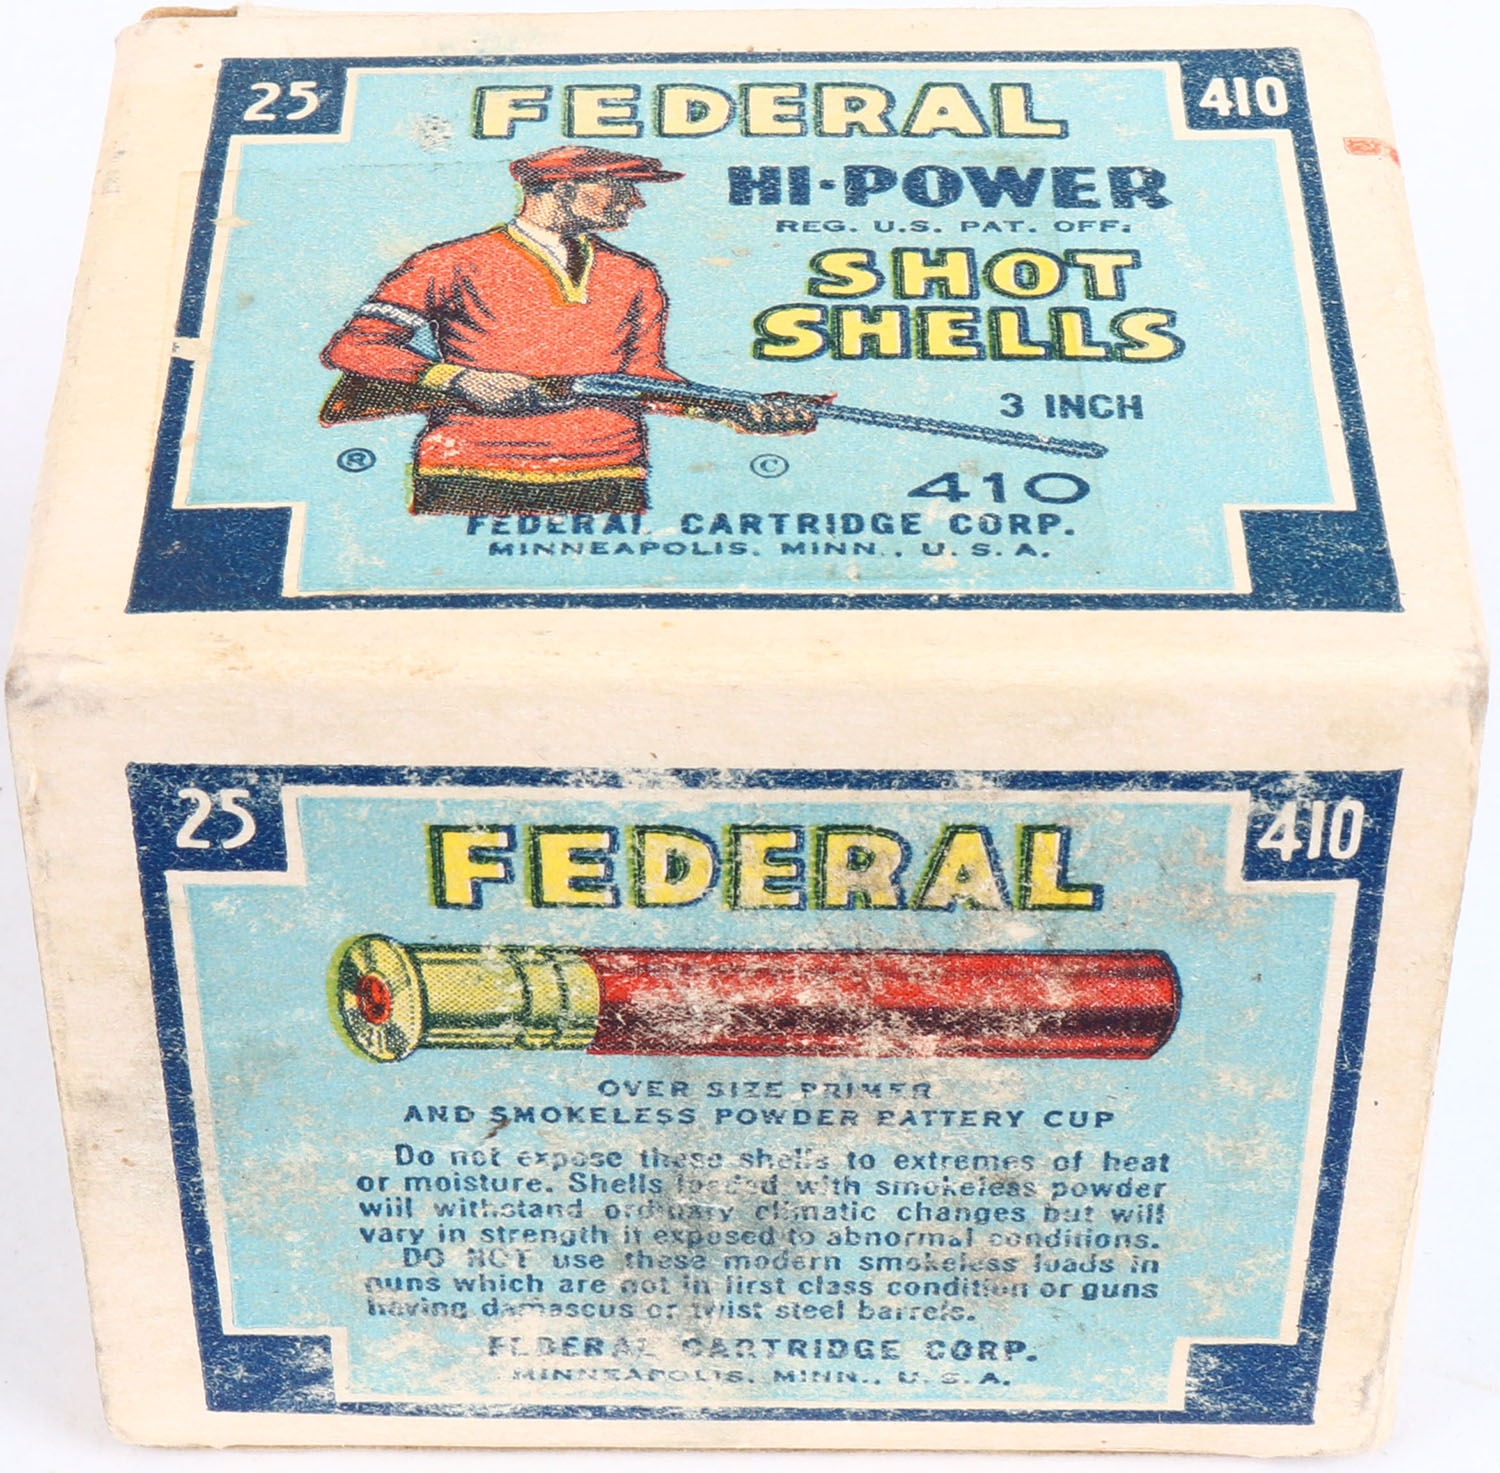 25
FEDERAL
410
HI-POWER
REG. U.S. PAT. OFF.
SHOT
SHELLS
3 INCH
®
©
410
FEDERAL CARTRIDGE CORP.
MINNEAPOLIS, MINN., U.S.A.
25
FEDERAL
410
OVER SIZE PRIMER
AND SMOKELESS POWDER BATTERY CUP
Do not expose these shells to extremes of heat
or moisture. Shells loaded with smokeless powder
will withstand ordinary climatic changes but will
vary in strength if exposed to abnormal conditions.
DO NOT use these modern smokeless loads in
guns which are not in first class condition or guns
having damascus or twist steel barrels.
FEDERAL CARTRIDGE CORP.
MINNEAPOLIS, MINN., U.S.A.